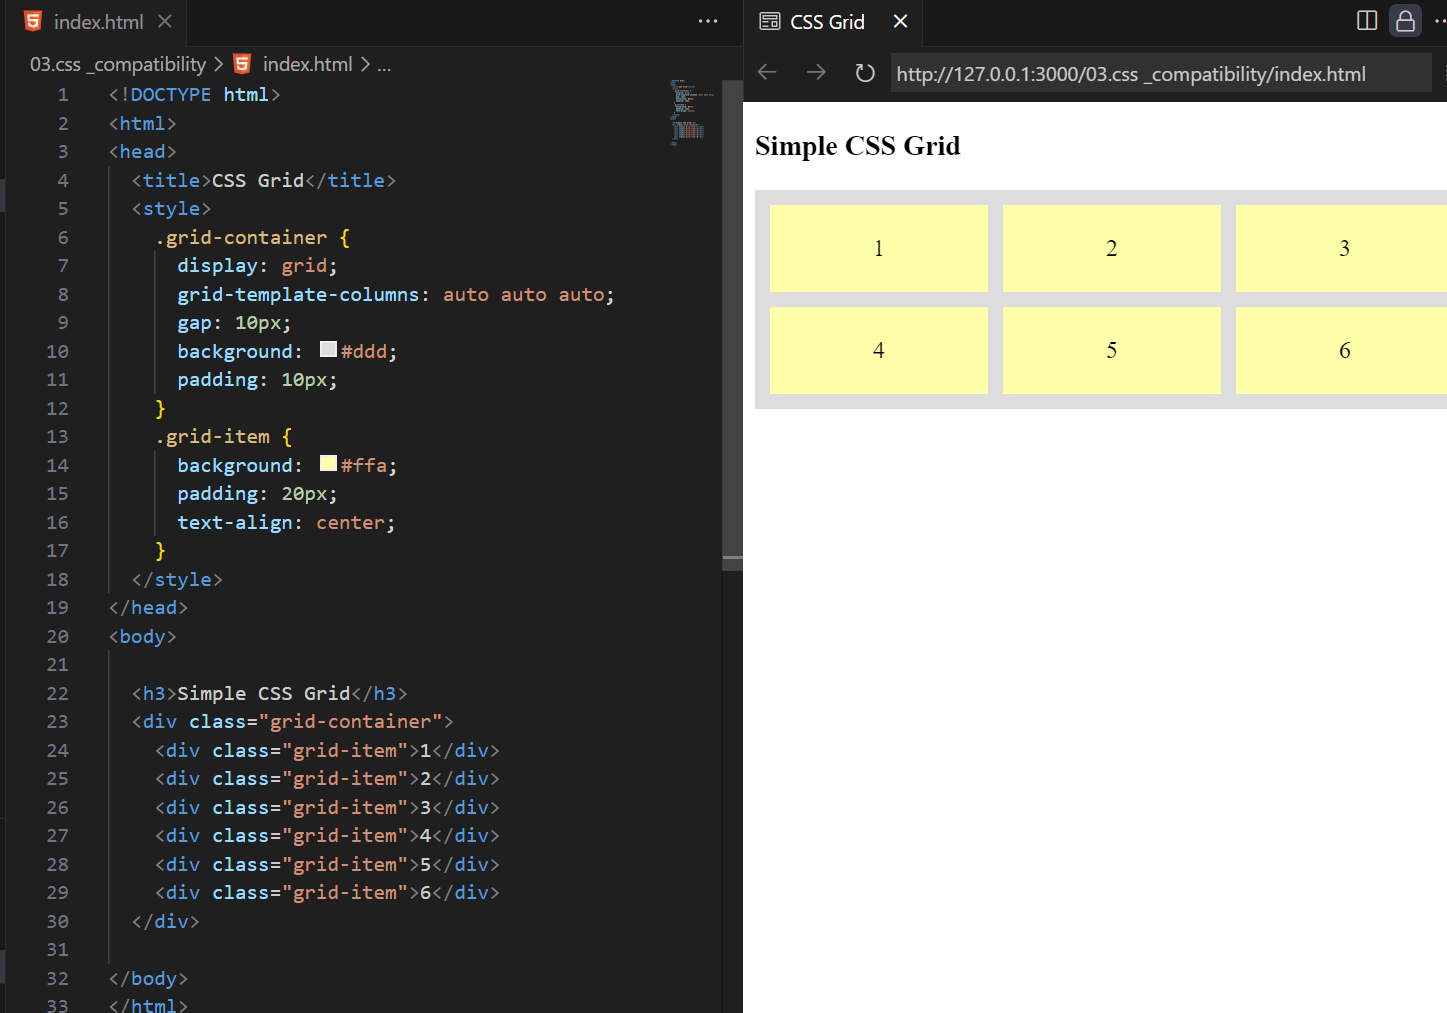 index.html
03.css _compatibility > index.html > ...
1 <!DOCTYPE html>
2 <html>
3 <head>
4 <title>CSS Grid</title>
5 <style>
6 .grid-container {
7 display: grid;
8 grid-template-columns: auto auto auto;
9 gap: 10px;
10 background: #ddd;
11 padding: 10px;
12 }
13 .grid-item {
14 background: #ffa;
15 padding: 20px;
16 text-align: center;
17 }
18 </style>
19 </head>
20 <body>
21
22 <h3>Simple CSS Grid</h3>
23 <div class="grid-container">
24 <div class="grid-item">1</div>
25 <div class="grid-item">2</div>
26 <div class="grid-item">3</div>
27 <div class="grid-item">4</div>
28 <div class="grid-item">5</div>
29 <div class="grid-item">6</div>
30 </div>
31
32 </body>
33 </html>
CSS Grid
http://127.0.0.1:3000/03.css _compatibility/index.html
Simple CSS Grid
1 2 3
4 5 6